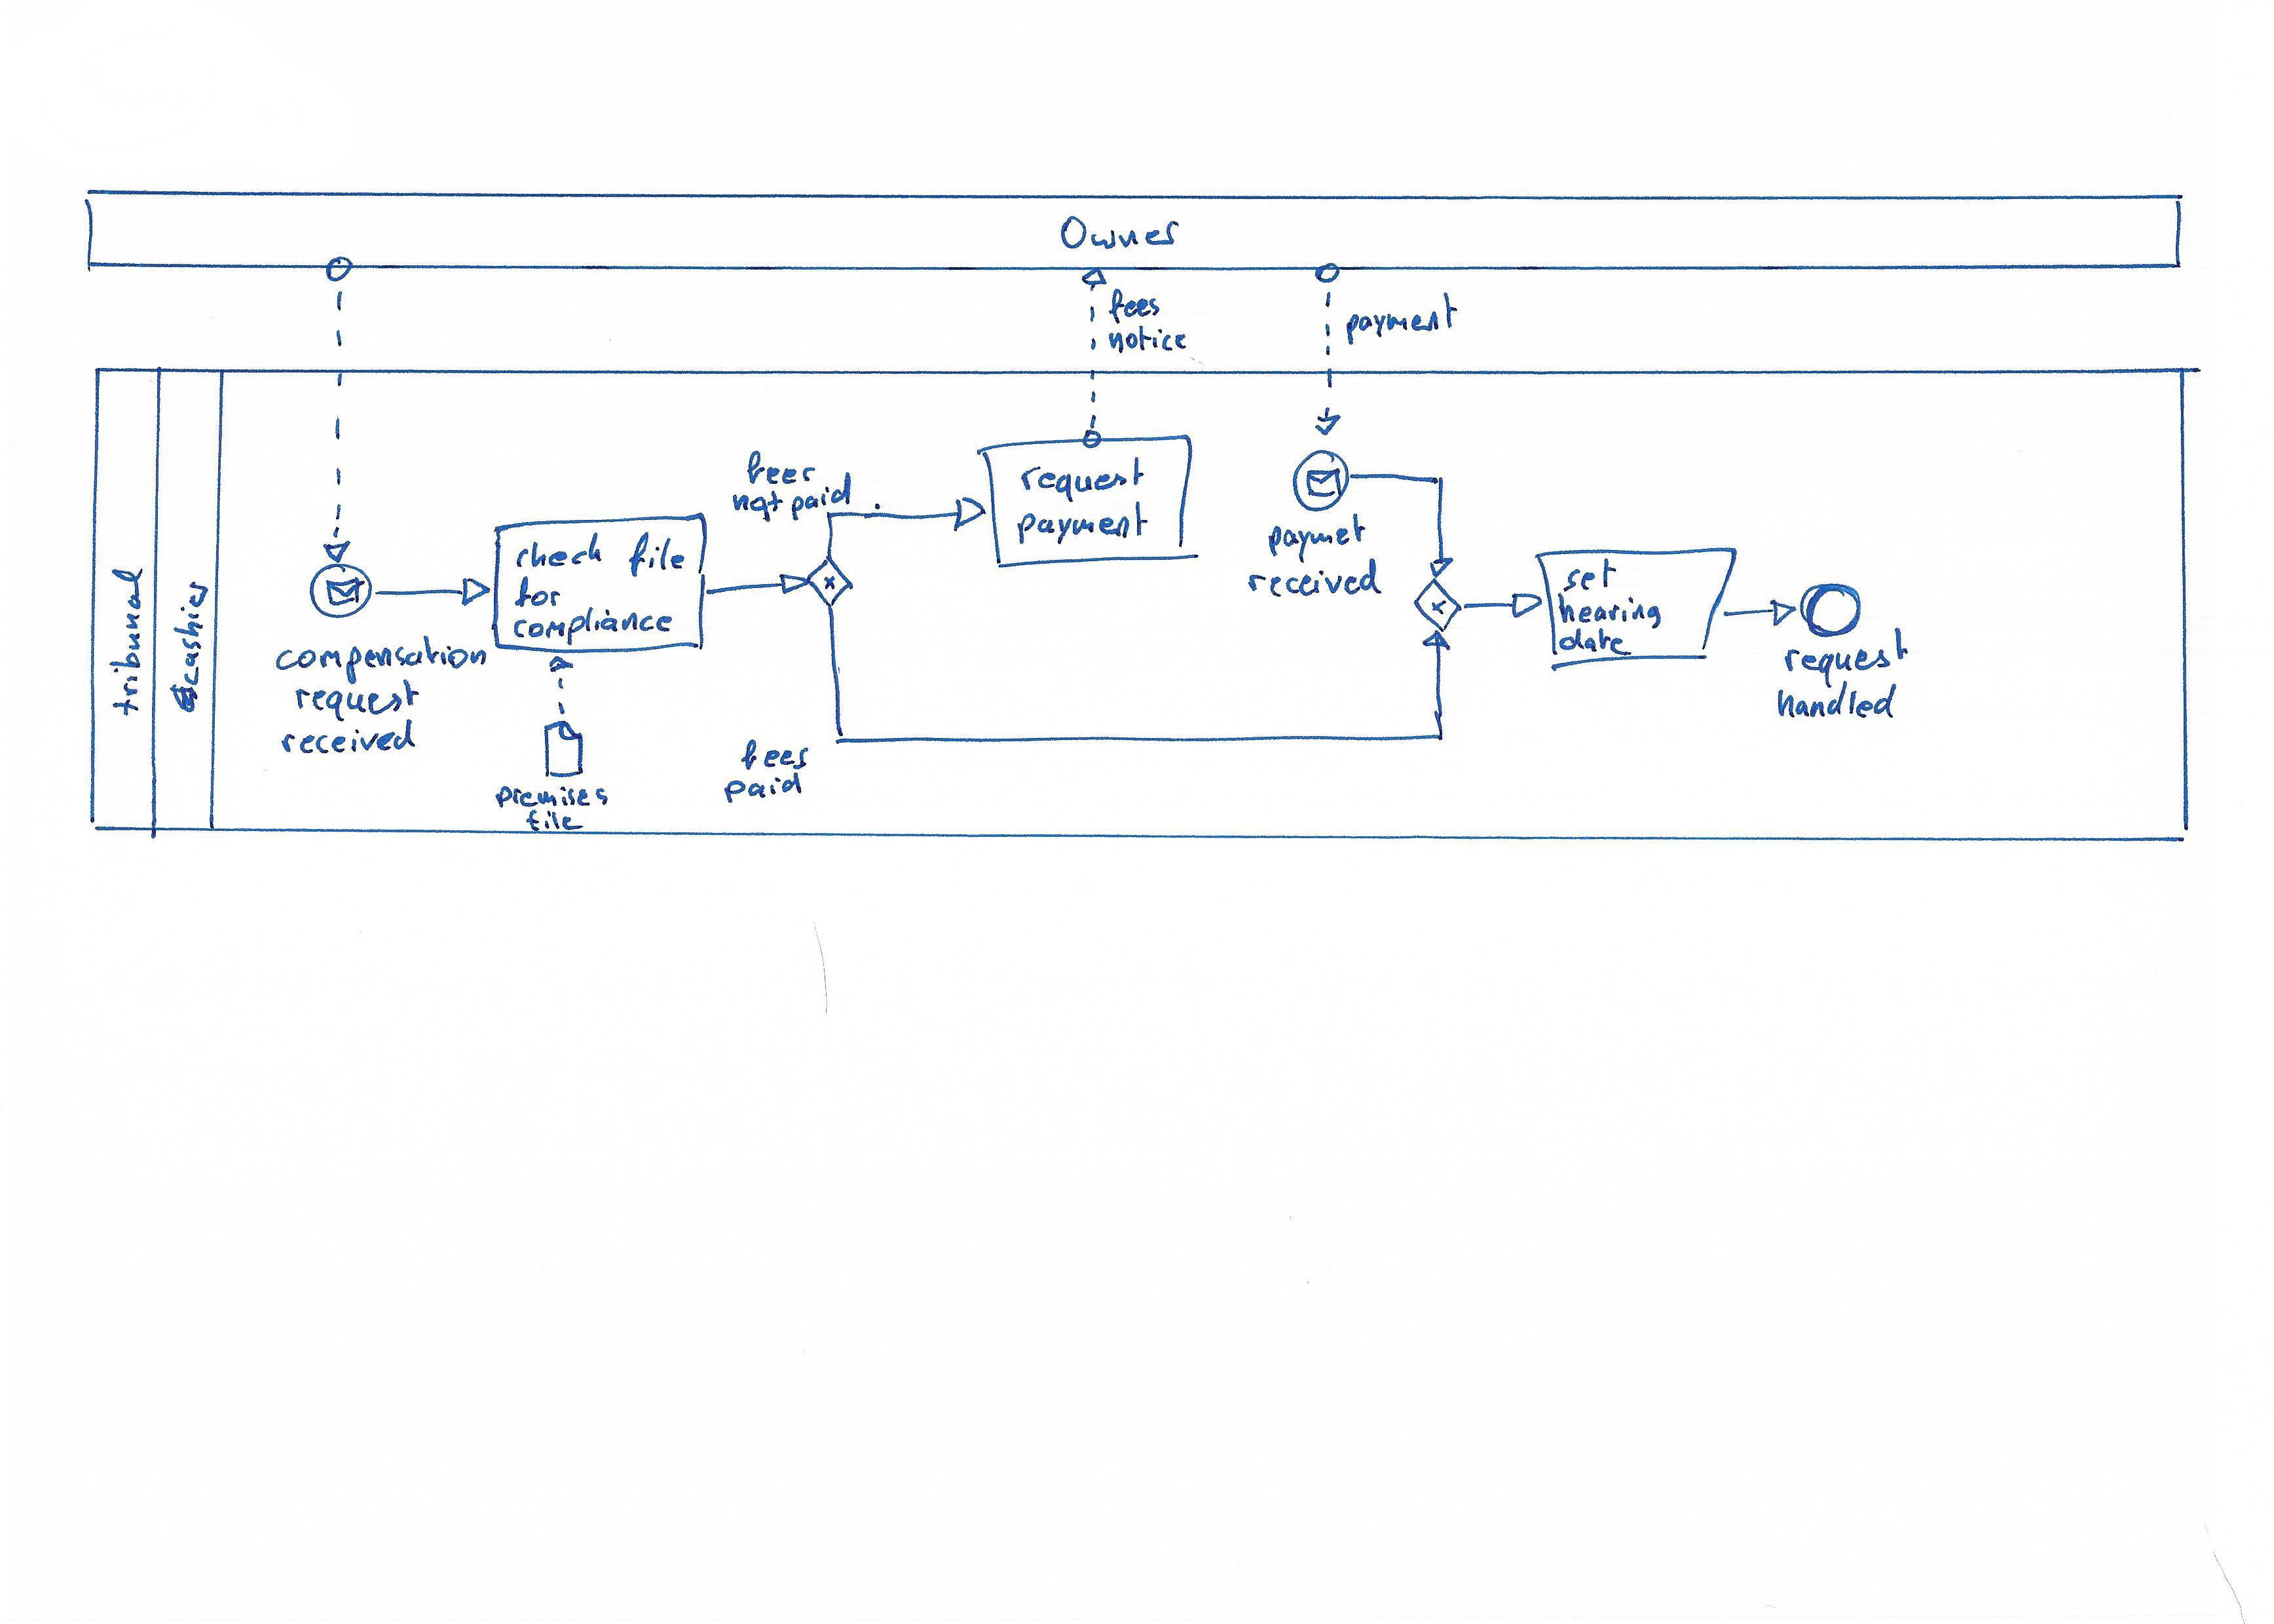 Owner
fees
notice
payment
tribunal
cashier
compensation
request
received
check file
for
compliance
premises
file
fees
not paid
fees
paid
request
payment
paymet
received
set
hearing
date
request
handled